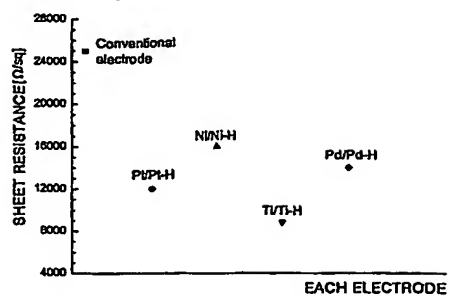 SHEET RESISTANCE[Ω/sq]
28000
24000
20000
16000
12000
8000
4000
Conventional
electrode
Ni/Ni-H
Pt/Pt-H
Pd/Pd-H
Ti/Ti-H
EACH ELECTRODE